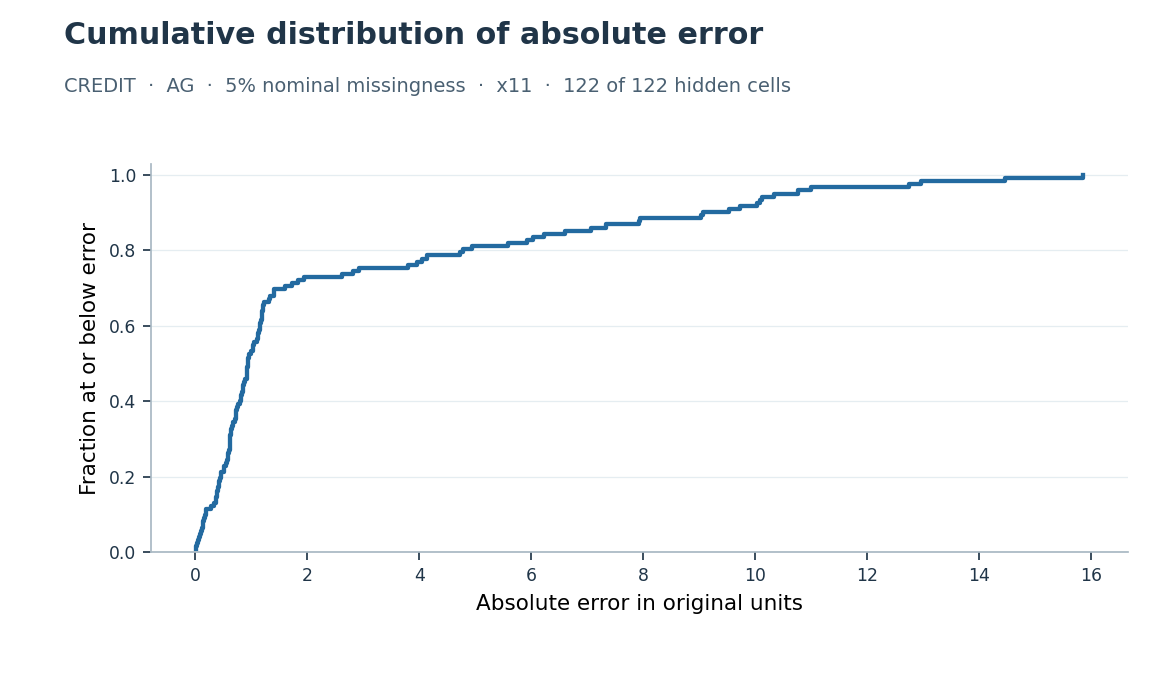 Cumulative distribution of absolute error
CREDIT · AG · 5% nominal missingness · x11 · 122 of 122 hidden cells
Fraction at or below error
1.0
0.8
0.6
0.4
0.2
0.0
0 2 4 6 8 10 12 14 16
Absolute error in original units